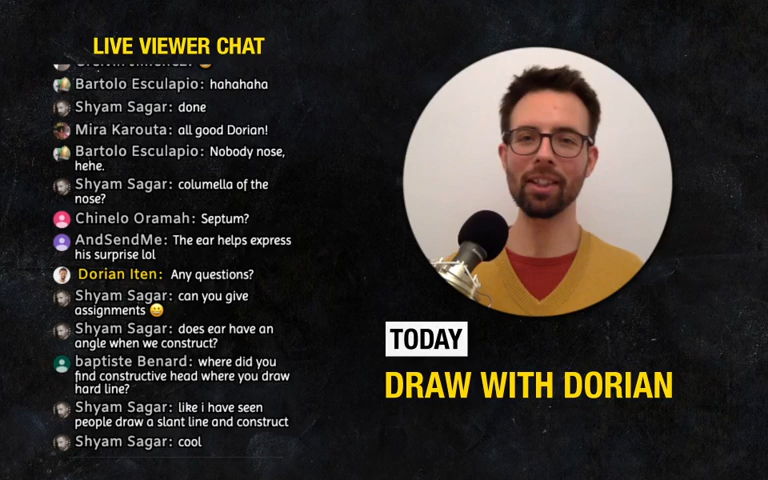 LIVE VIEWER CHAT
Bartolo Esculapio: hahahaha
Shyam Sagar: done
Mira Karouta: all good Dorian!
Bartolo Esculapio: Nobody nose,
hehe.
Shyam Sagar: columella of the
nose?
Chinelo Oramah: Septum?
AndSendMe: The ear helps express
his surprise lol
Dorian Iten: Any questions?
Shyam Sagar: can you give
assignments 😀
Shyam Sagar: does ear have an
angle when we construct?
baptiste Benard: where did you
find constructive head where you draw
hard line?
Shyam Sagar: like i have seen
people draw a slant line and construct
Shyam Sagar: cool
TODAY
DRAW WITH DORIAN